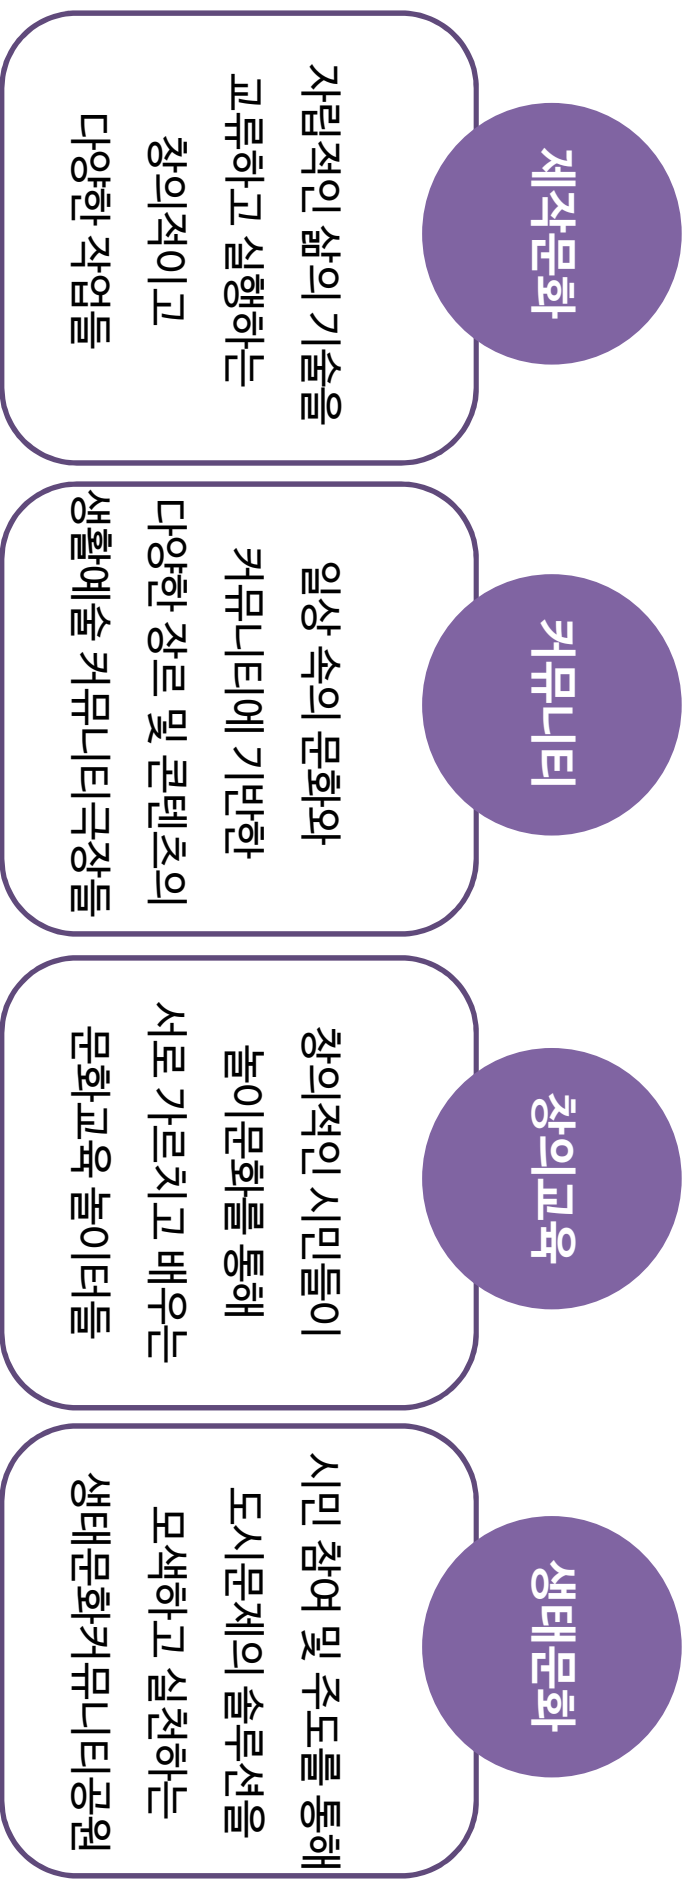 제작문화
자립적인 삶의 기술을
교류하고 실행하는
창의적이고
다양한 작업들
커뮤니티
일상 속의 문화와
커뮤니티에 기반한
다양한 장르 및 콘텐츠의
생활예술 커뮤니티극장들
창의교육
창의적인 시민들이
놀이문화를 통해
서로 가르치고 배우는
문화교육 놀이터들
생태문화
시민 참여 및 주도를 통해
도시문제의 솔루션을
모색하고 실천하는
생태문화커뮤니티공원